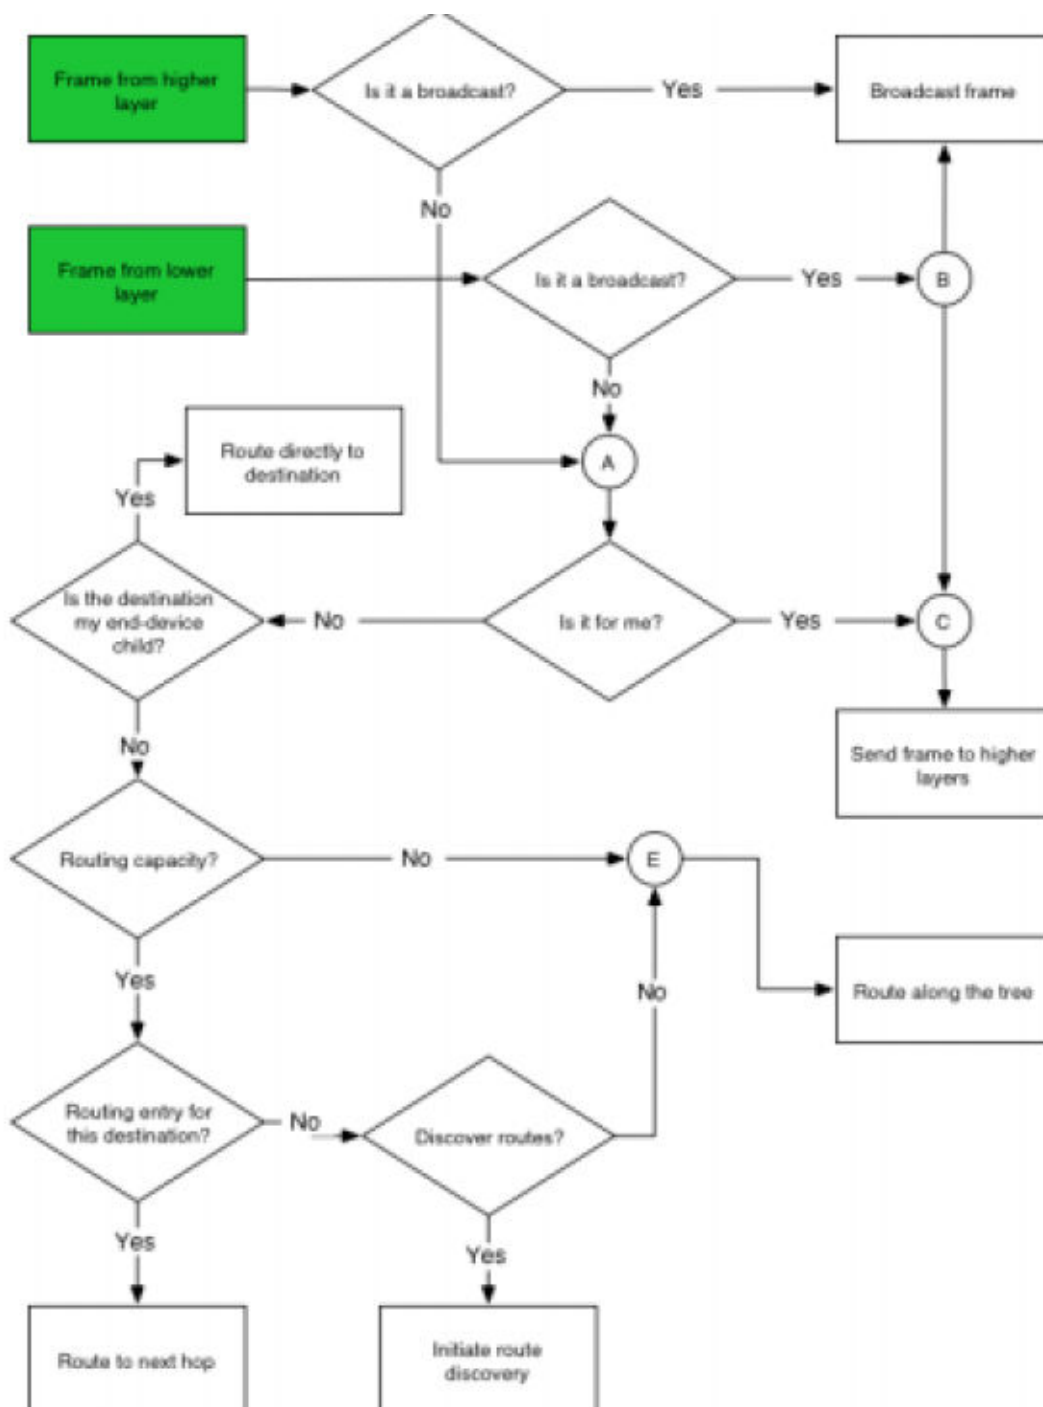 Frame from higher
layer
Is it a broadcast?
Yes
Broadcast frame
No
Frame from lower
layer
Is it a broadcast?
Yes
B
No
A
Route directly to
destination
Yes
Is the destination
my end-device
child?
No
Is it for me?
Yes
C
No
Send frame to higher
layers
Routing capacity?
No
E
Yes
No
Route along the tree
Routing entry for
this destination?
No
Discover routes?
Yes
Yes
Route to next hop
Initiate route
discovery